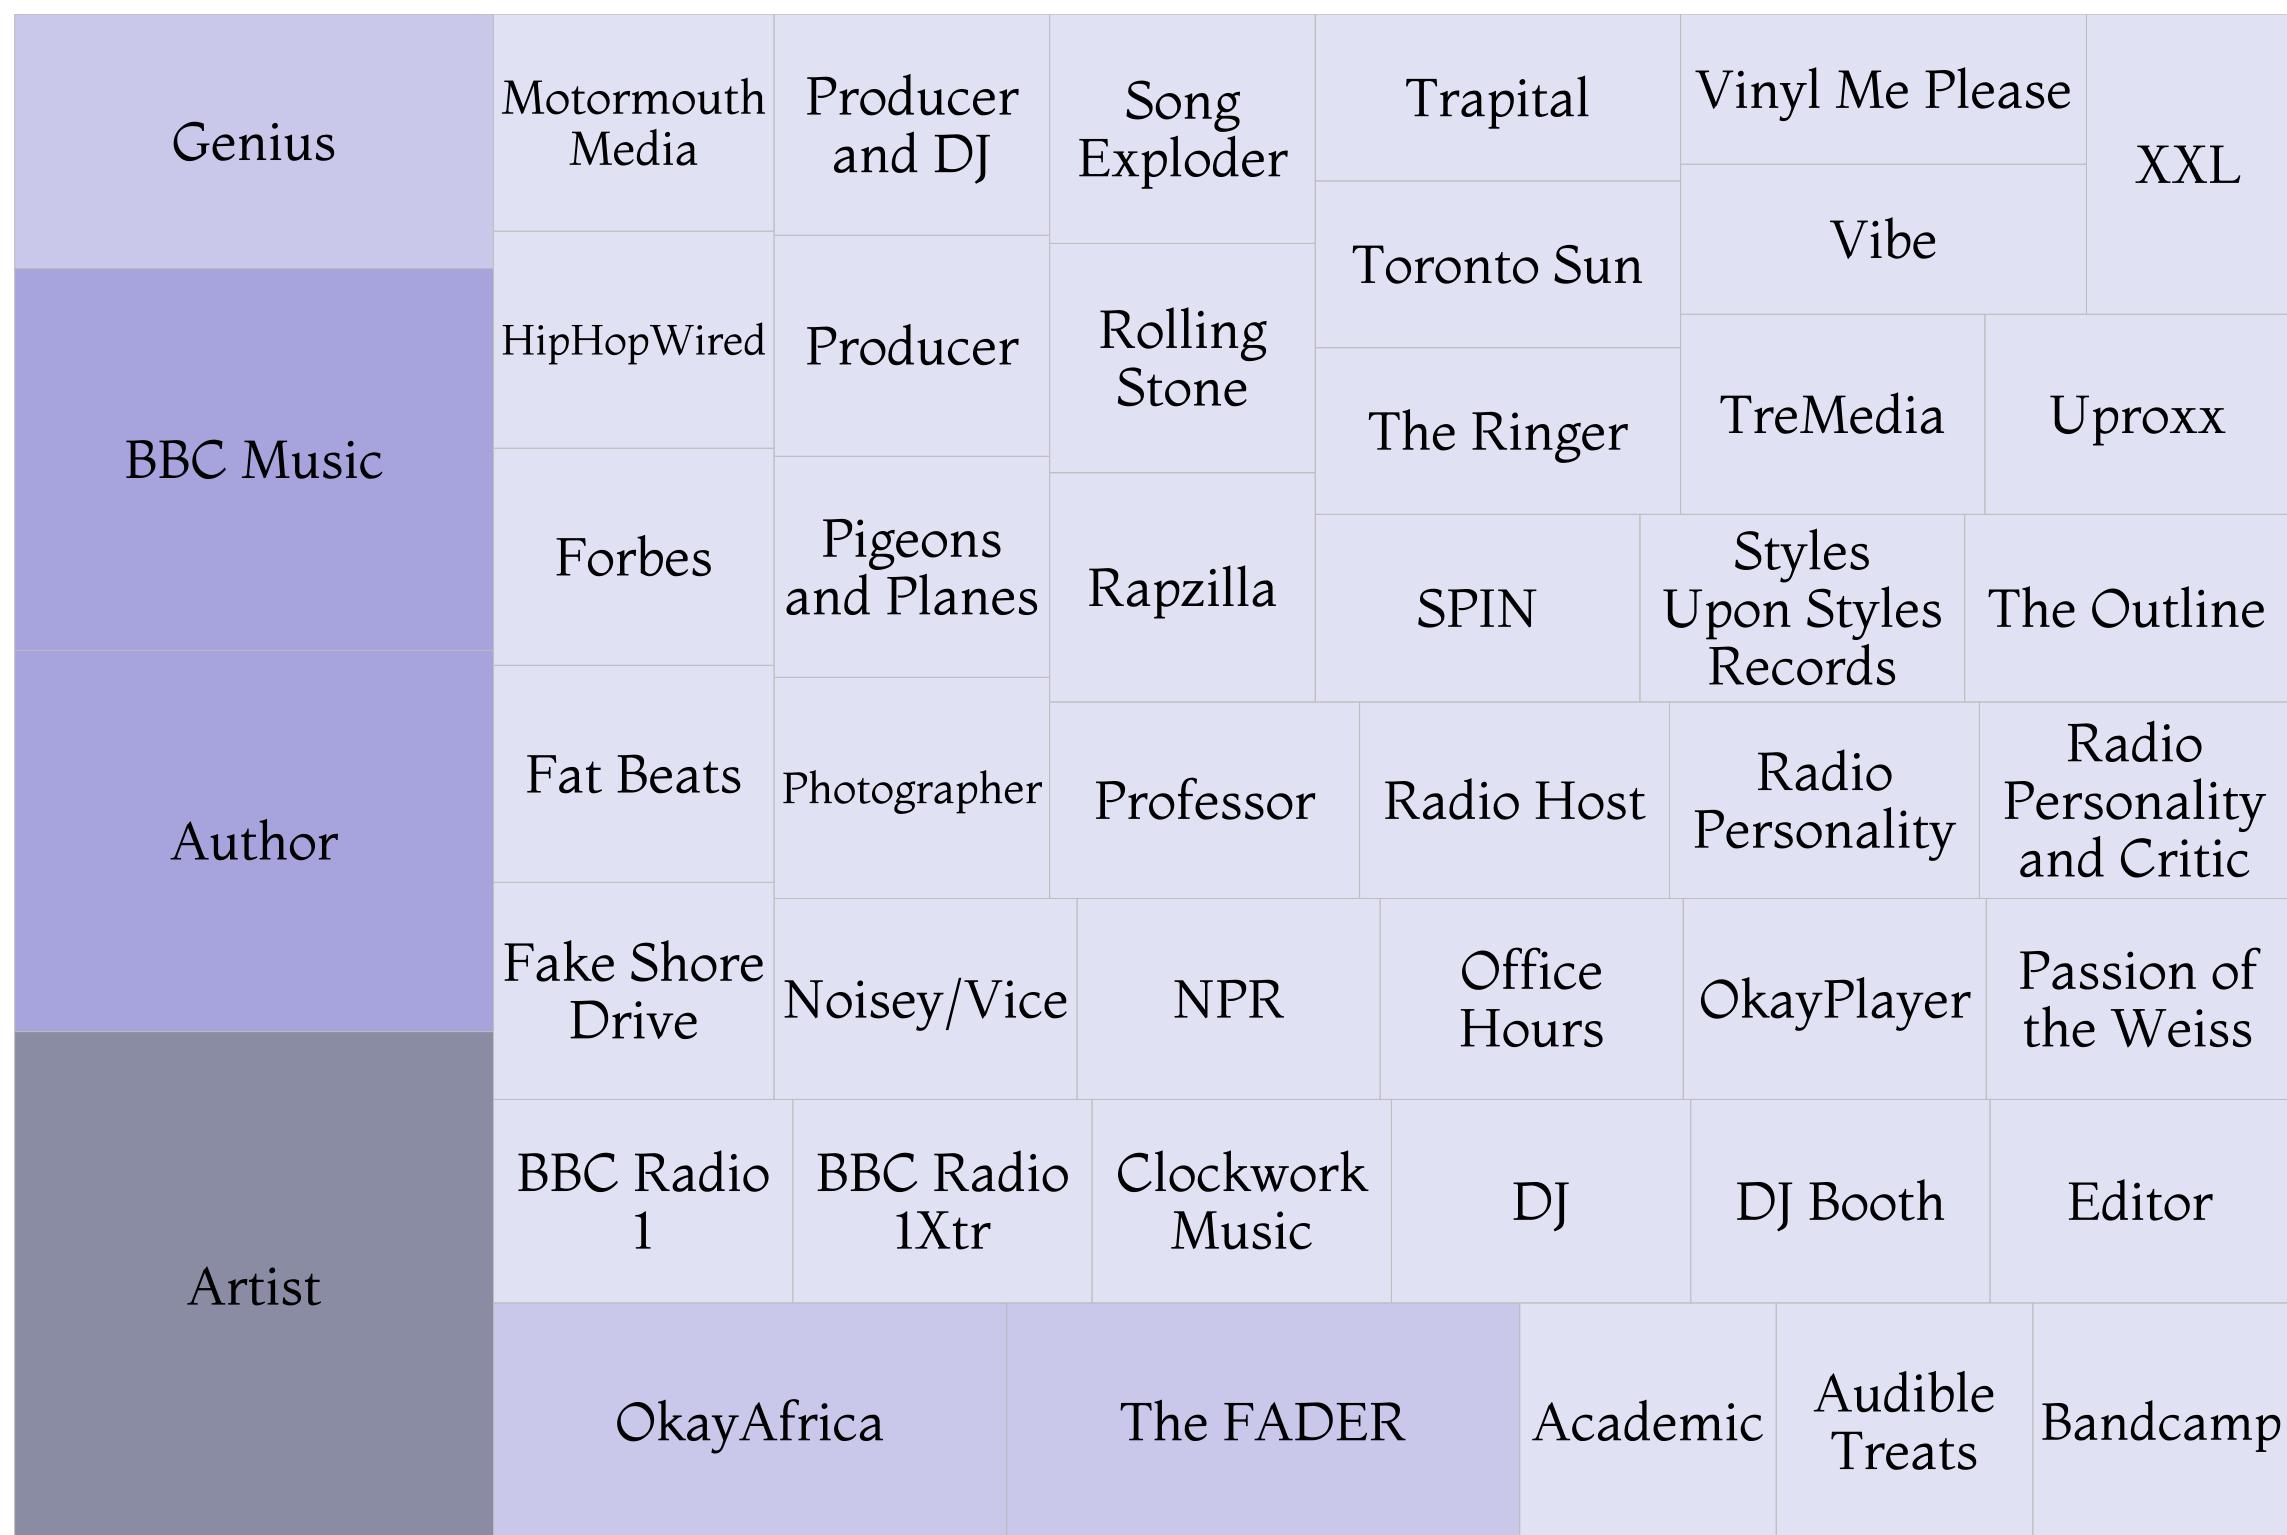 Genius
BBC Music
Author
Artist
Motormouth
Media
HipHopWired
Forbes
Fat Beats
Fake Shore
Drive
Producer
and DJ
Producer
Pigeons
and Planes
Photographer
Song
Exploder
Rolling
Stone
Rapzilla
Trapital
Toronto Sun
The Ringer
Vinyl Me Please
Vibe
XXL
TreMedia
Uproxx
SPIN
Styles
Upon Styles
Records
The Outline
Professor
Radio Host
Radio
Personality
Radio
Personality
and Critic
Noisey/Vice
NPR
Office
Hours
OkayPlayer
Passion of
the Weiss
BBC Radio
1
BBC Radio
1Xtr
Clockwork
Music
DJ
DJ Booth
Editor
OkayAfrica
The FADER
Academic
Audible
Treats
Bandcamp